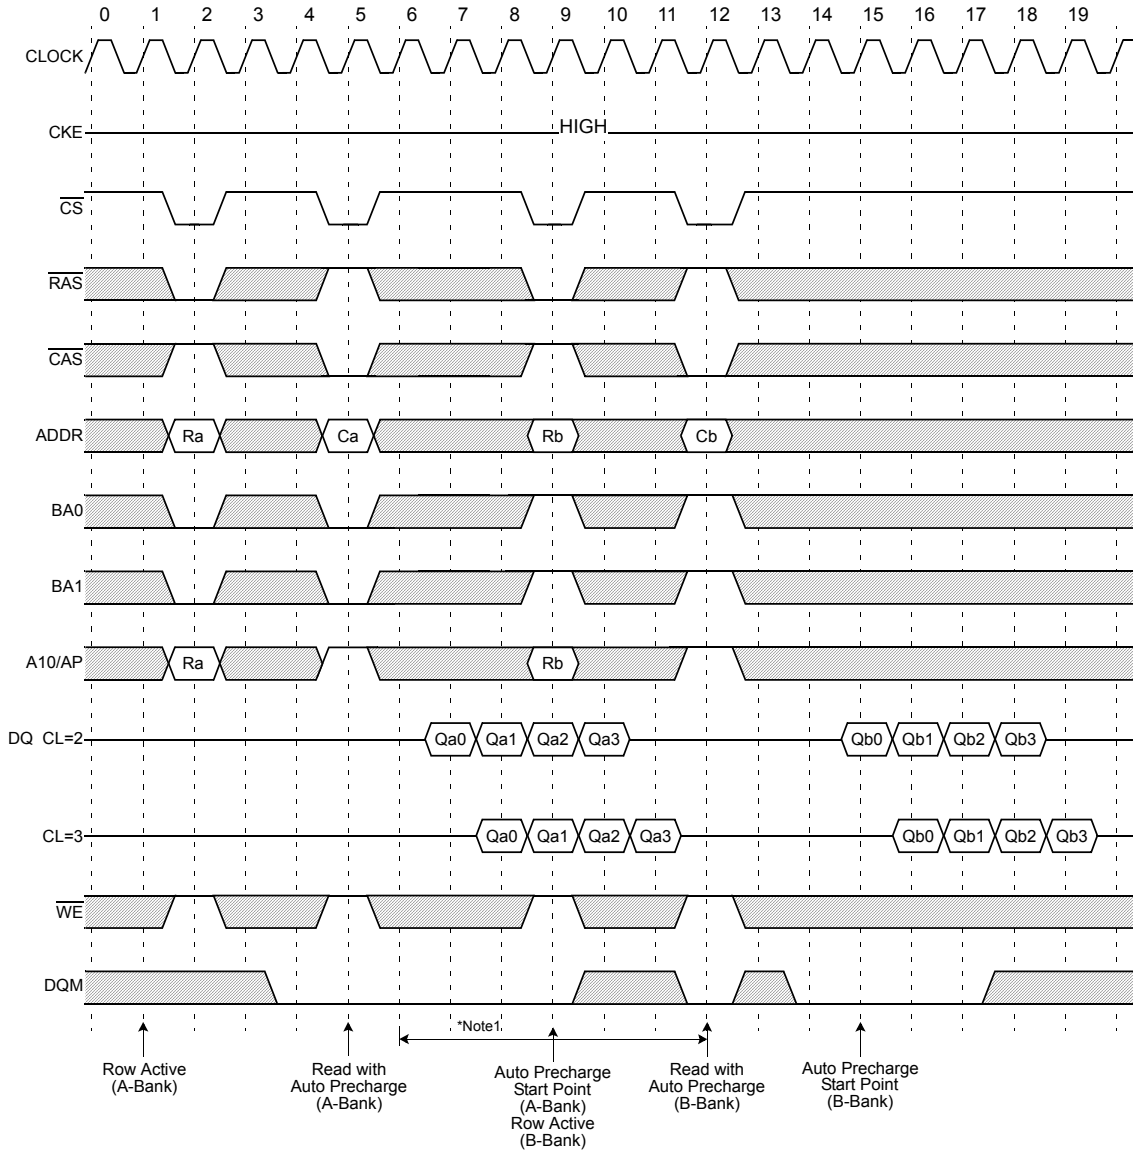 0 1 2 3 4 5 6 7 8 9 10 11 12 13 14 15 16 17 18 19
CLOCK
CKE HIGH
CS
RAS
CAS
ADDR Ra Ca Rb Cb
BA0
BA1
A10/AP Ra Rb
DQ CL=2 Qa0 Qa1 Qa2 Qa3 Qb0 Qb1 Qb2 Qb3
CL=3 Qa0 Qa1 Qa2 Qa3 Qb0 Qb1 Qb2 Qb3
WE
DQM
*Note1
Row Active
(A-Bank)
Read with
Auto Precharge
(A-Bank)
Auto Precharge
Start Point
(A-Bank)
Row Active
(B-Bank)
Read with
Auto Precharge
(B-Bank)
Auto Precharge
Start Point
(B-Bank)